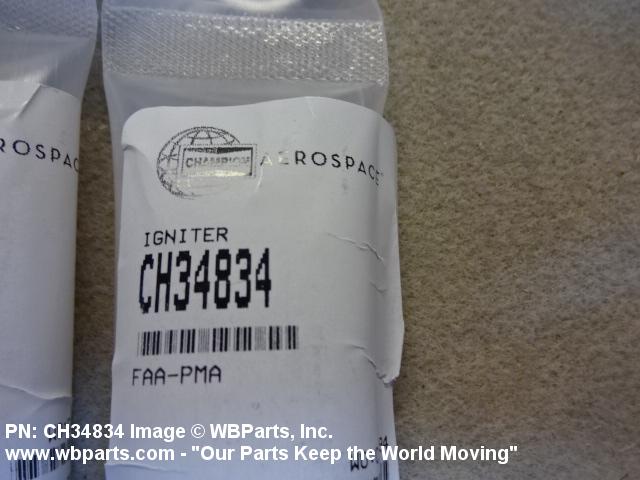 ROSPAC
CHAMPION AEROSPACE
IGNITER
CH34834
FAA-PMA
PN: CH34834 Image © WBParts, Inc.
www.wbparts.com - "Our Parts Keep the World Moving"